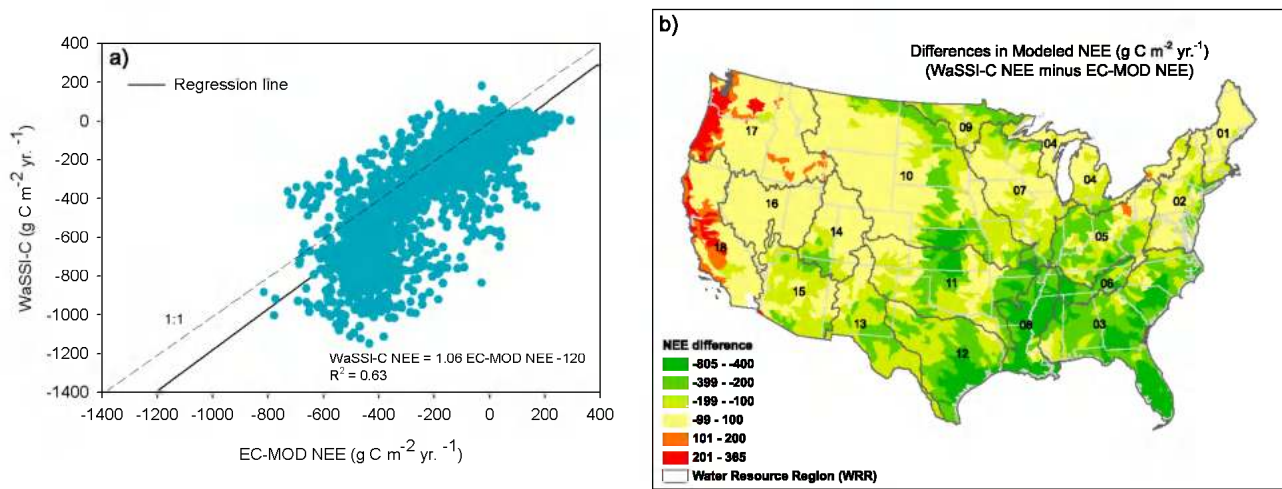 a)
Regression line
1:1
WaSSI-C NEE = 1.06 EC-MOD NEE -120
R² = 0.63
400
200
0
-200
-400
-600
-800
-1000
-1200
-1400
WaSSI-C (g C m⁻² yr. ⁻¹)
-1400 -1200 -1000 -800 -600 -400 -200 0 200 400
EC-MOD NEE (g C m⁻² yr. ⁻¹)
b)
Differences in Modeled NEE (g C m⁻² yr.⁻¹)
(WaSSI-C NEE minus EC-MOD NEE)
17
09
04
01
10
07
04
02
16
14
05
18
11
06
15
13
08
03
12
NEE difference
-805 - -400
-399 - -200
-199 - -100
-99 - 100
101 - 200
201 - 365
Water Resource Region (WRR)